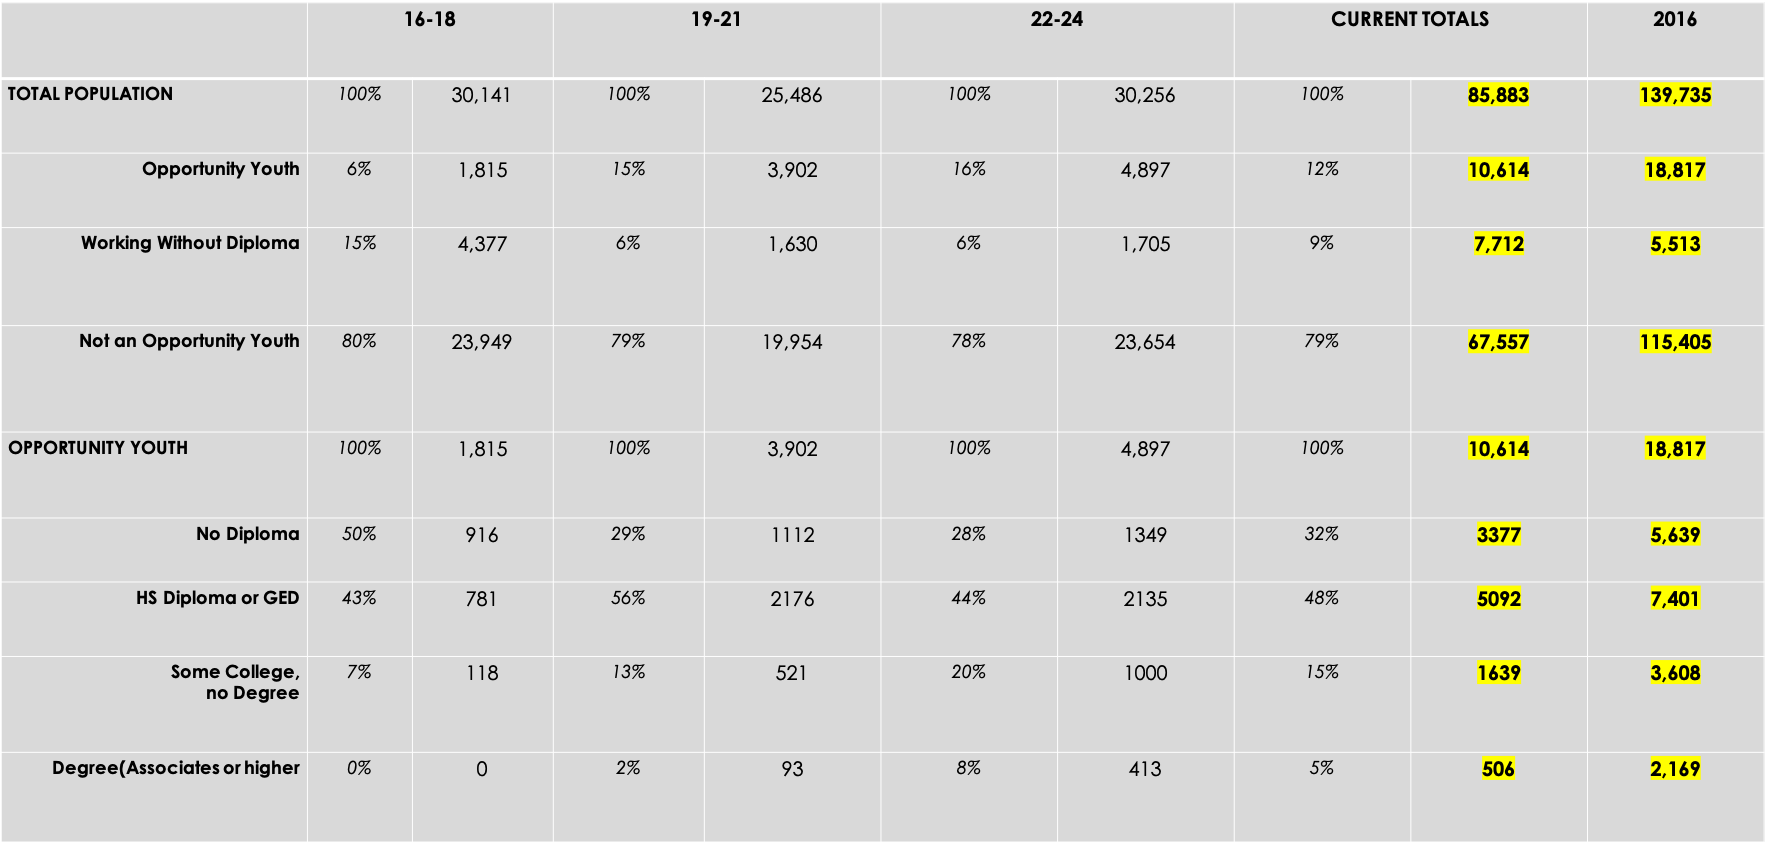 16-18 19-21 22-24 CURRENT TOTALS 2016
TOTAL POPULATION 100% 30,141 100% 25,486 100% 30,256 100% 85,883 139,735
Opportunity Youth 6% 1,815 15% 3,902 16% 4,897 12% 10,614 18,817
Working Without Diploma 15% 4,377 6% 1,630 6% 1,705 9% 7,712 5,513
Not an Opportunity Youth 80% 23,949 79% 19,954 78% 23,654 79% 67,557 115,405
OPPORTUNITY YOUTH 100% 1,815 100% 3,902 100% 4,897 100% 10,614 18,817
No Diploma 50% 916 29% 1112 28% 1349 32% 3377 5,639
HS Diploma or GED 43% 781 56% 2176 44% 2135 48% 5092 7,401
Some College, 7% 118 13% 521 20% 1000 15% 1639 3,608
no Degree
Degree(Associates or higher 0% 0 2% 93 8% 413 5% 506 2,169